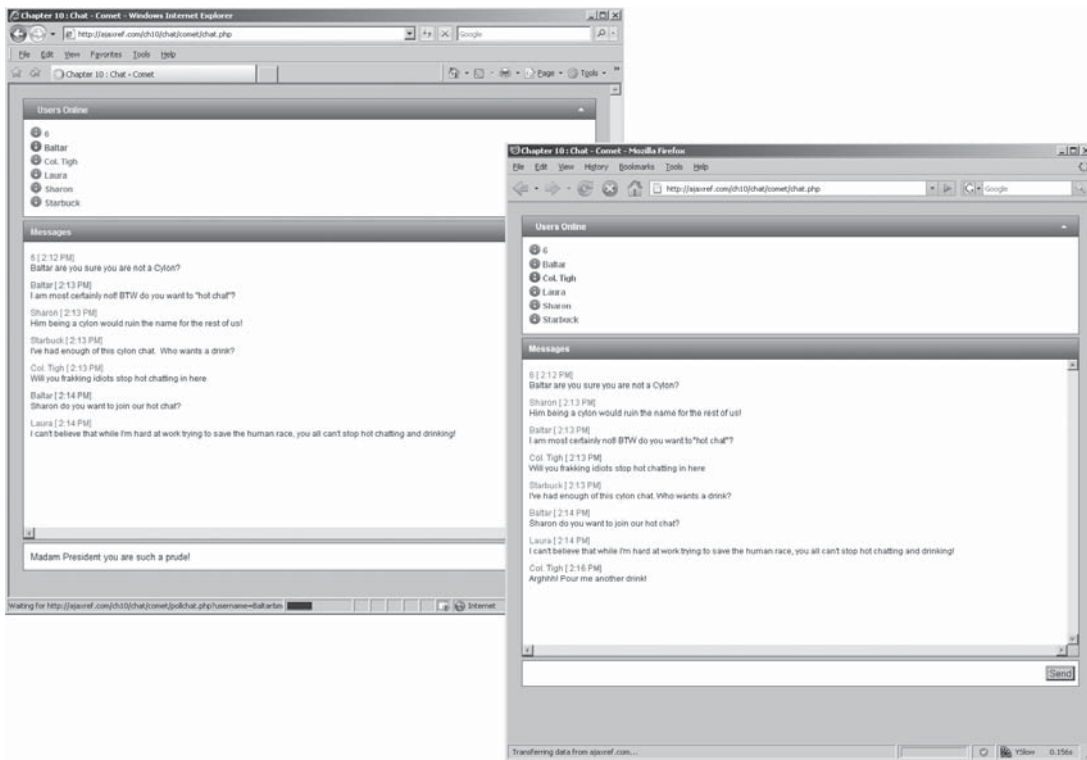 Chapter 10 : Chat - Comet - Windows Internet Explorer
http://ajaxref.com/ch10/chat/comet/chat.php
Google
File Edit View Favorites Tools Help
Chapter 10 : Chat - Comet
Page Tools
Users Online
6
Baltar
Col. Tigh
Laura
Sharon
Starbuck
Messages
6 [ 2:12 PM]
Baltar are you sure you are not a Cylon?
Baltar [ 2:13 PM]
I am most certainly not! BTW do you want to "hot chat"?
Sharon [ 2:13 PM]
Him being a cylon would ruin the name for the rest of us!
Starbuck [ 2:13 PM]
I've had enough of this cylon chat. Who wants a drink?
Col. Tigh [ 2:13 PM]
Will you frakking idiots stop hot chatting in here
Baltar [ 2:14 PM]
Sharon do you want to join our hot chat?
Laura [ 2:14 PM]
I can't believe that while I'm hard at work trying to save the human race, you all can't stop hot chatting and drinking!
Madam President you are such a prude!
Waiting for http://ajaxref.com/ch10/chat/comet/pollchat.php?username=Baltar&m
Internet
Chapter 10 : Chat - Comet - Mozilla Firefox
File Edit View History Bookmarks Tools Help
http://ajaxref.com/ch10/chat/comet/chat.php
Google
Users Online
6
Baltar
Col. Tigh
Laura
Sharon
Starbuck
Messages
6 [ 2:12 PM]
Baltar are you sure you are not a Cylon?
Sharon [ 2:13 PM]
Him being a cylon would ruin the name for the rest of us!
Baltar [ 2:13 PM]
I am most certainly not! BTW do you want to "hot chat"?
Col. Tigh [ 2:13 PM]
Will you frakking idiots stop hot chatting in here
Starbuck [ 2:13 PM]
I've had enough of this cylon chat. Who wants a drink?
Baltar [ 2:14 PM]
Sharon do you want to join our hot chat?
Laura [ 2:14 PM]
I can't believe that while I'm hard at work trying to save the human race, you all can't stop hot chatting and drinking!
Col. Tigh [ 2:16 PM]
Arghhh! Pour me another drink!
Send
Transferring data from ajaxref.com...
YSlow 0.156s